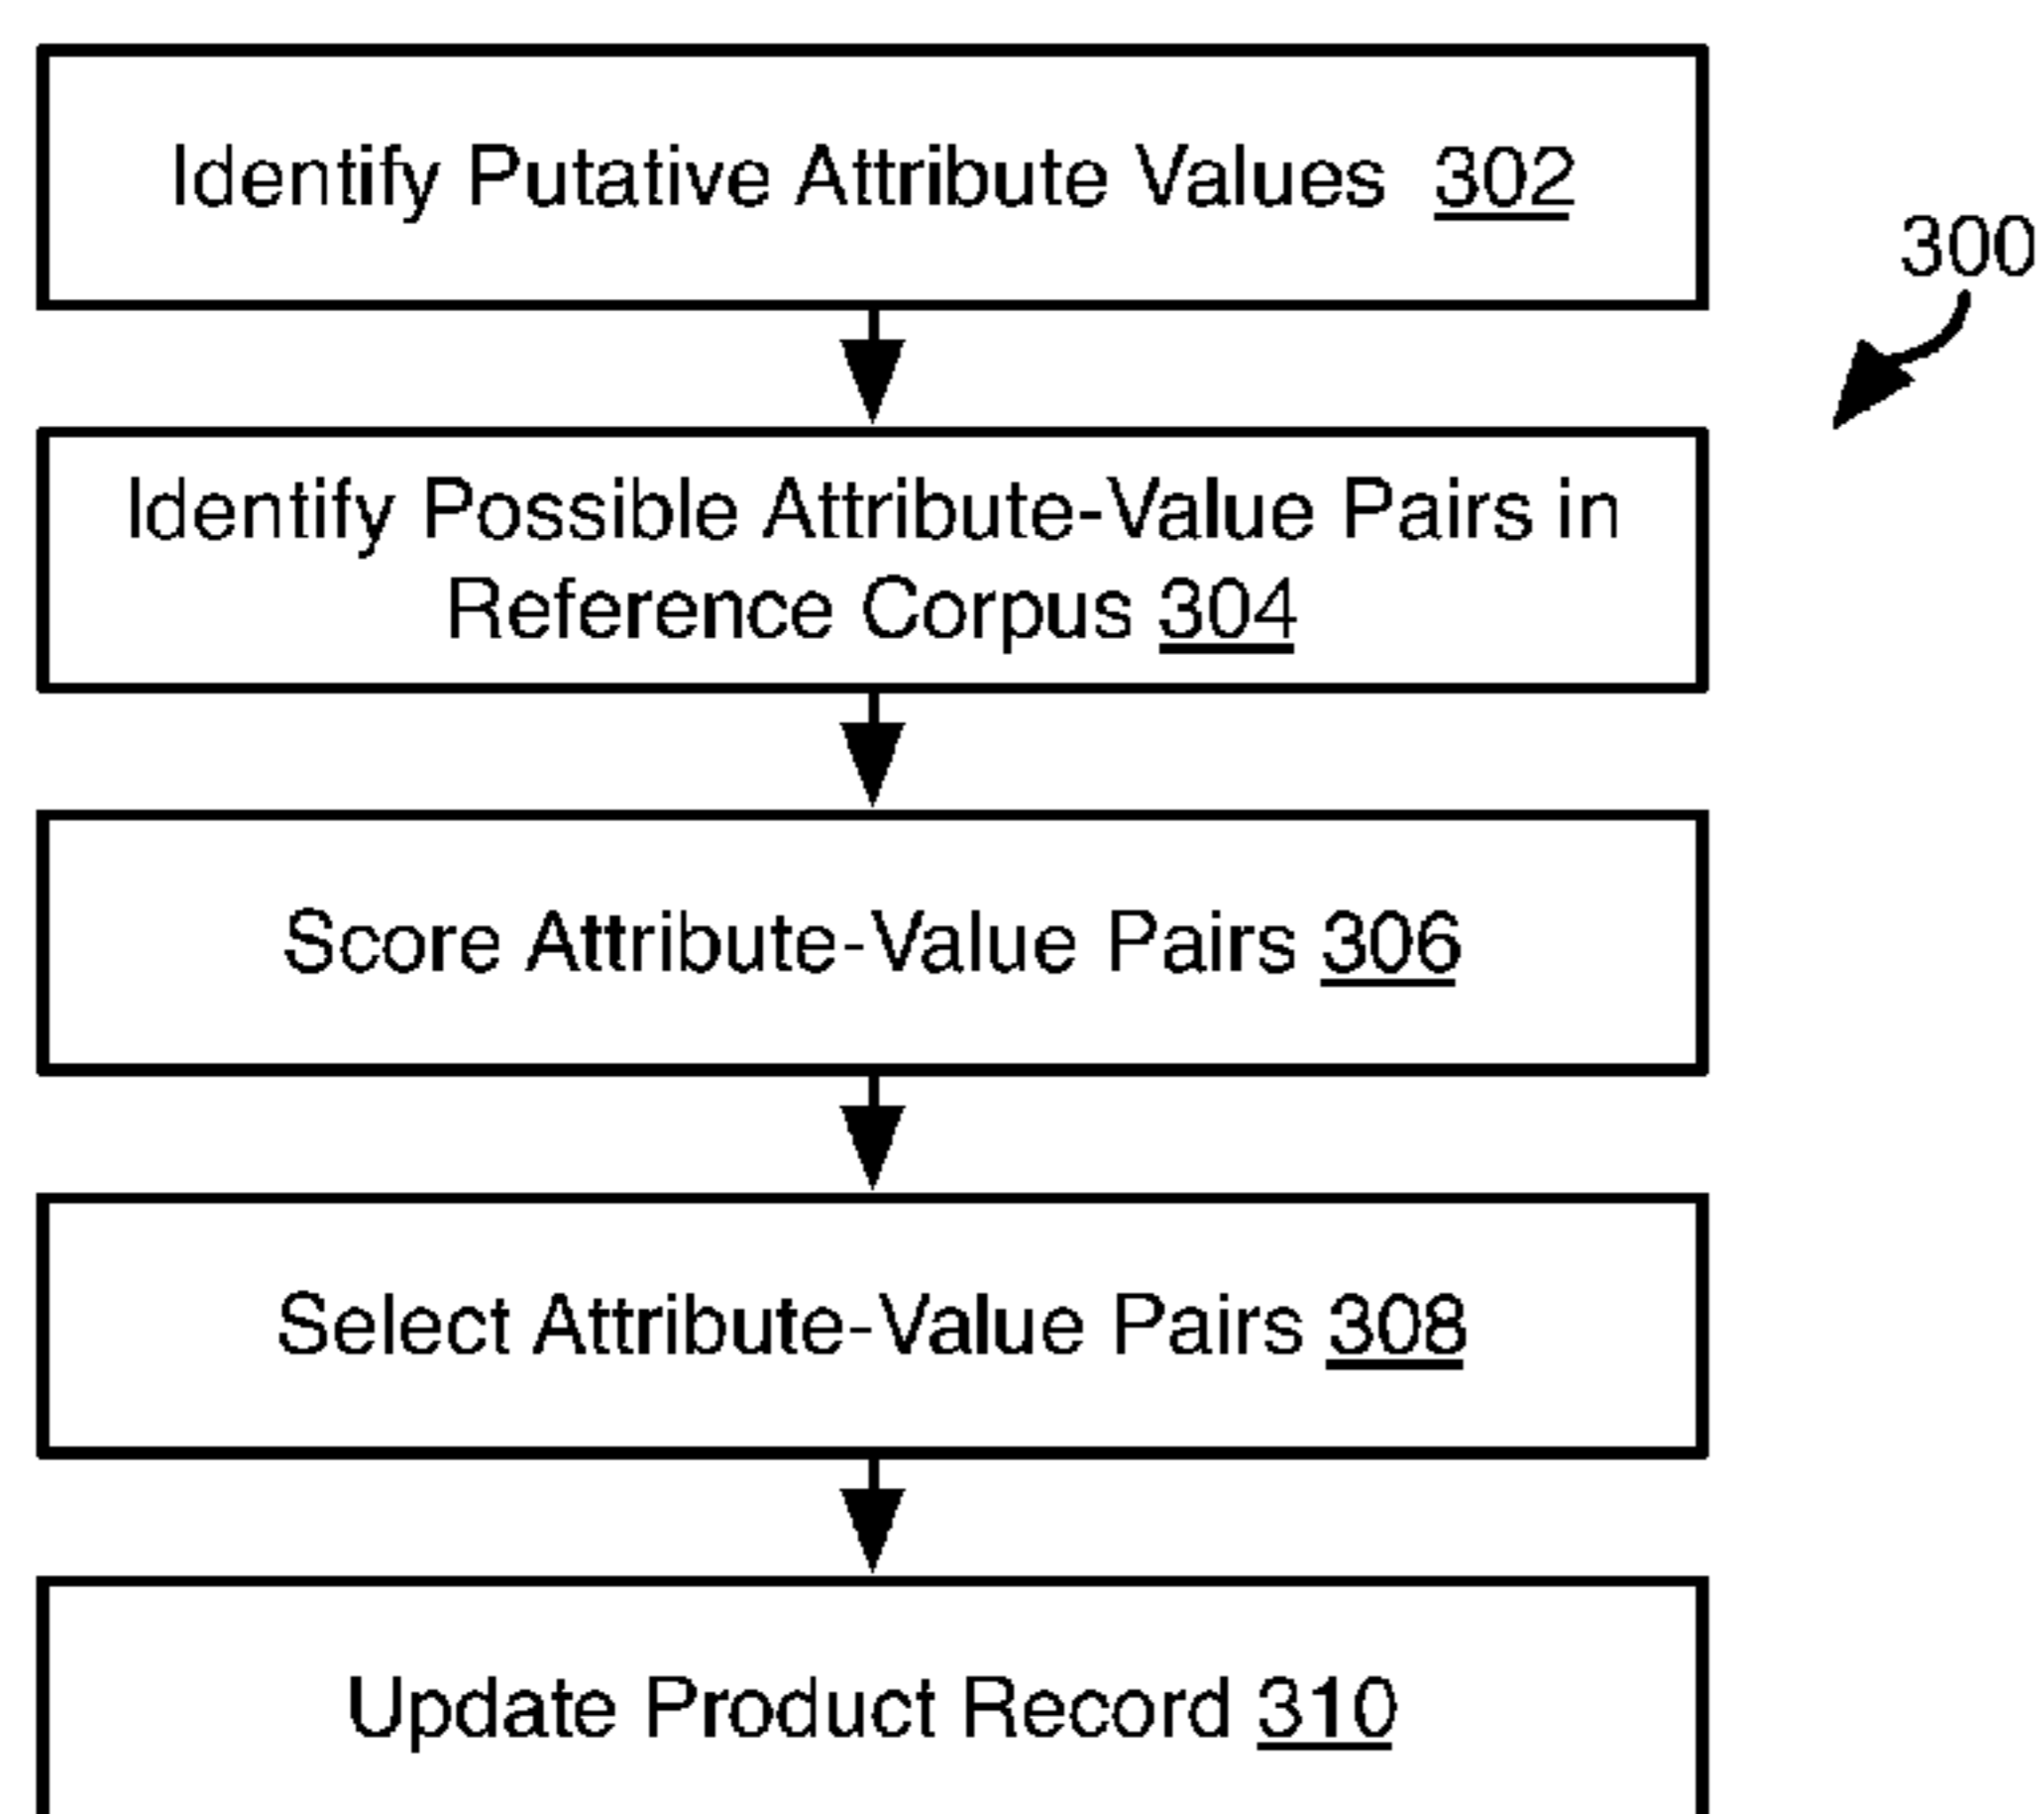 Identify Putative Attribute Values 302
300
Identify Possible Attribute-Value Pairs in
Reference Corpus 304
Score Attribute-Value Pairs 306
Select Attribute-Value Pairs 308
Update Product Record 310